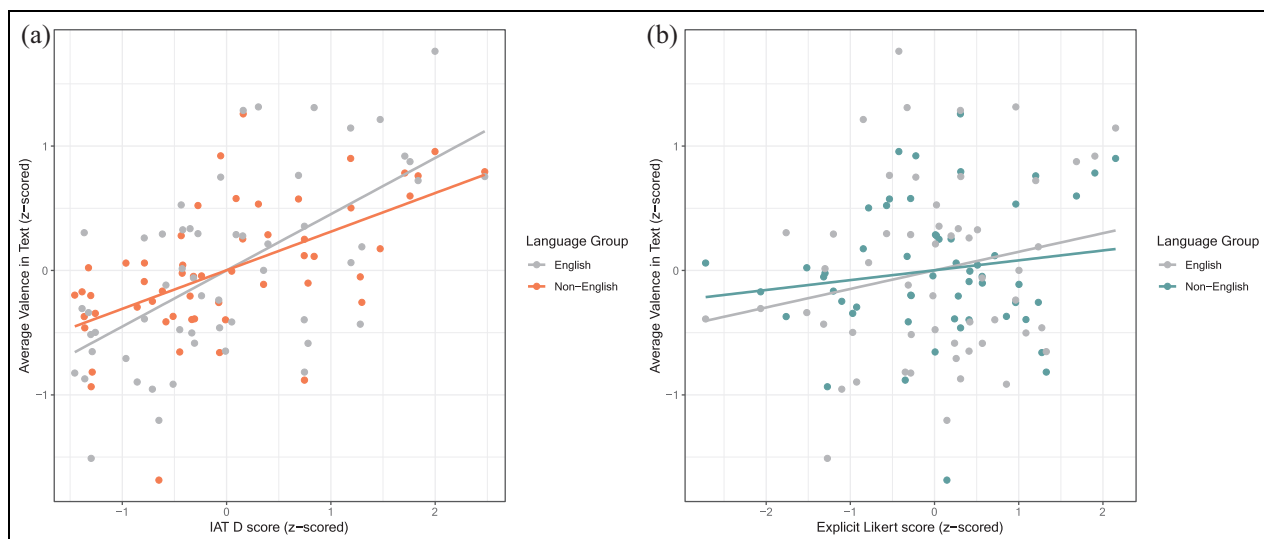 (a)
Average Valence in Text (z−scored)
1
0
−1
−1
0
1
2
IAT D score (z−scored)
Language Group
English
Non−English
(b)
Average Valence in Text (z−scored)
1
0
−1
−2
−1
0
1
2
Explicit Likert score (z−scored)
Language Group
English
Non−English